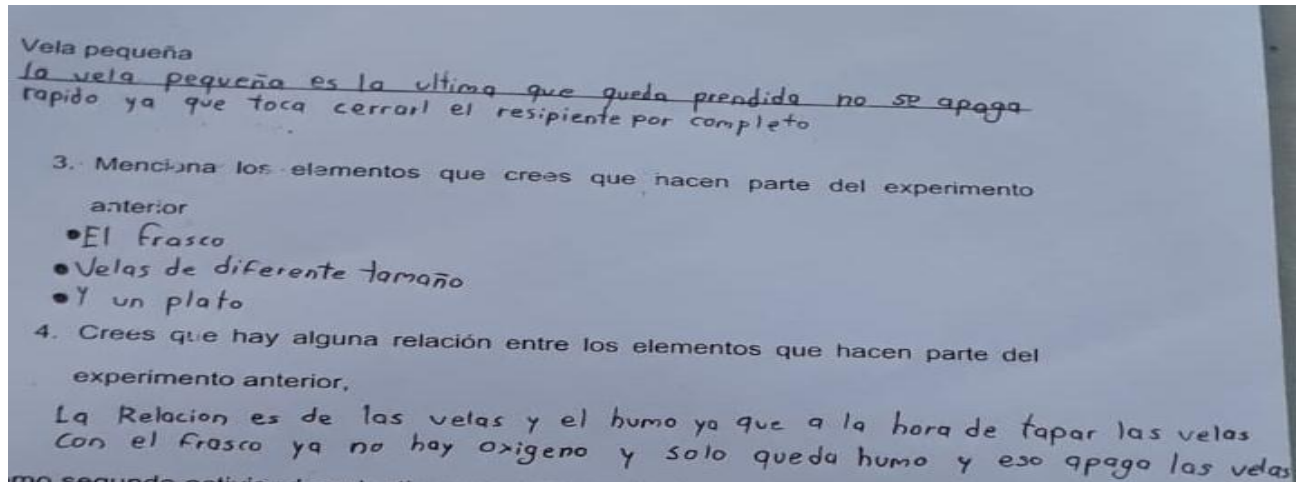 Vela pequeña
la vela pequeña es la ultima que queda prendida no se apaga
rapido ya que toca cerrarl el resipiente por completo
3. Menciona los elementos que crees que hacen parte del experimento
anterior
•El frasco
•Velas de diferente tamaño
•Y un plato
4. Crees que hay alguna relación entre los elementos que hacen parte del
experimento anterior,
La Relacion es de las velas y el humo ya que a la hora de tapar las velas
con el frasco ya no hay oxigeno y solo queda humo y eso apaga las velas